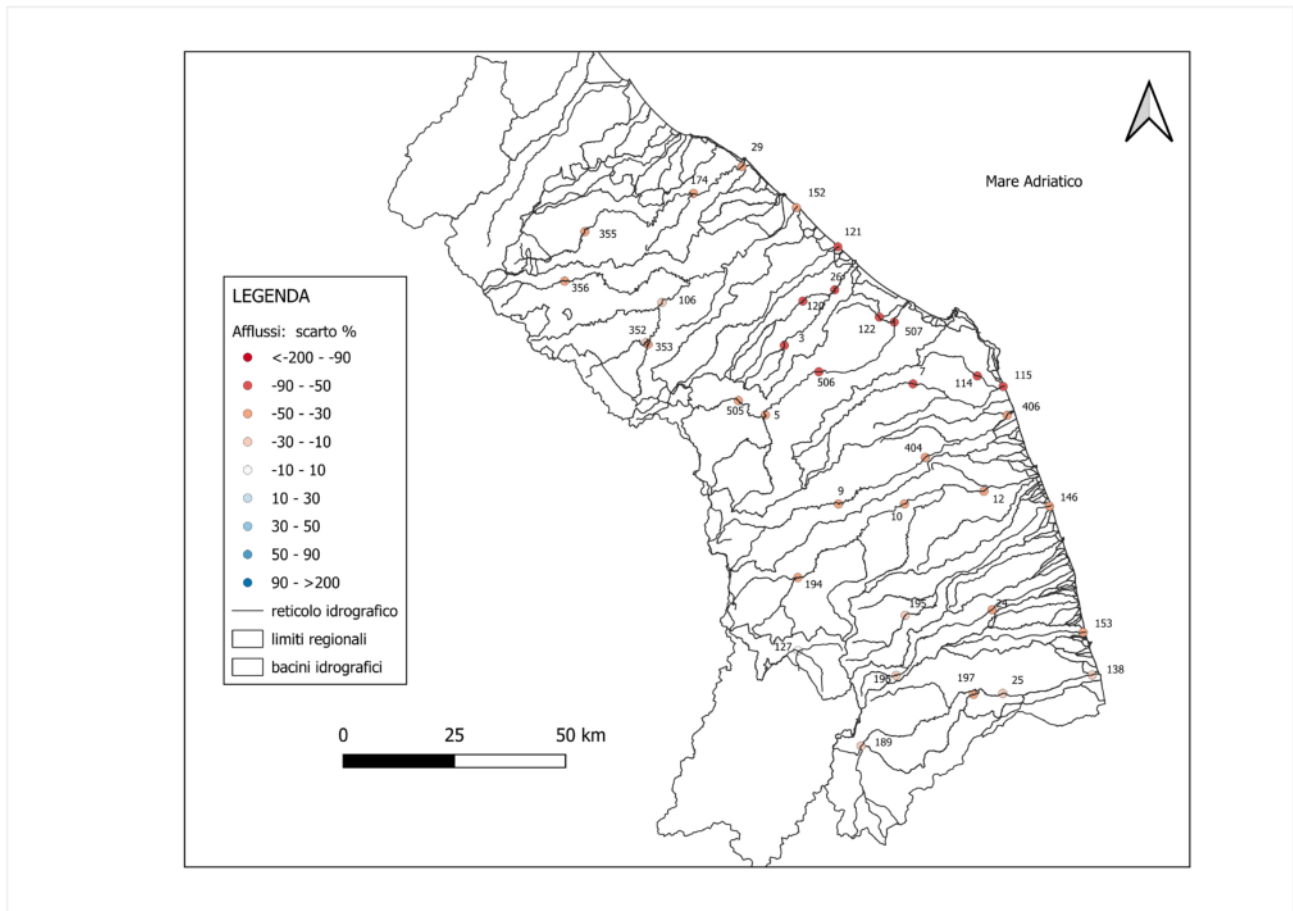 29
174
Mare Adriatico
152
355
121
356
26
106
120
122
507
352
353
3
506
7
114
115
505
5
406
404
9
10
12
146
194
195
24
153
127
198
197
25
138
189
LEGENDA
Afflussi: scarto %
<-200 - -90
-90 - -50
-50 - -30
-30 - -10
-10 - 10
10 - 30
30 - 50
50 - 90
90 - >200
reticolo idrografico
limiti regionali
bacini idrografici
0 25 50 km